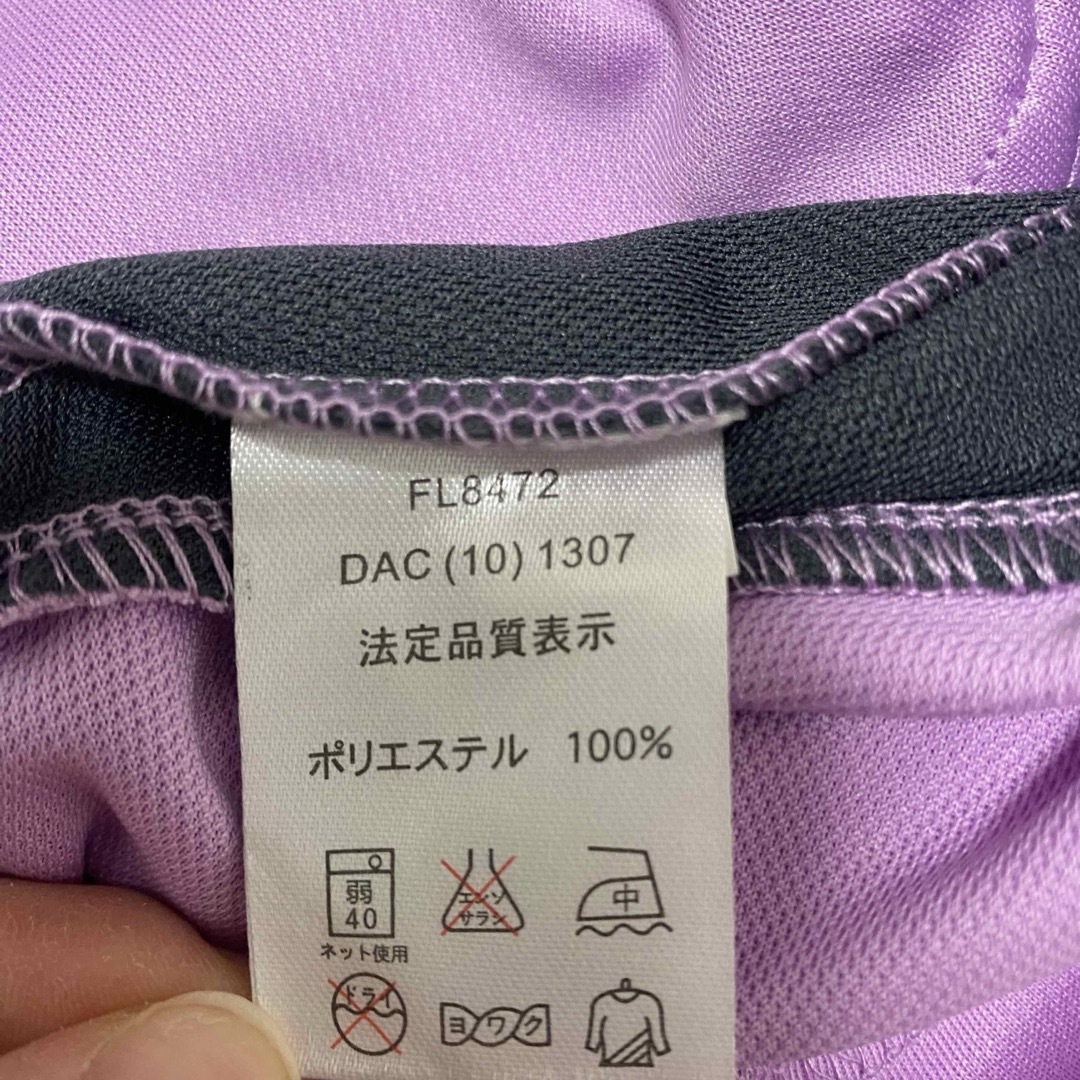 FL8472
DAC (10) 1307
法定品質表示
ポリエステル 100%
弱
40
ネット使用
エンソ
サラシ
中
ドライ
ヨワク